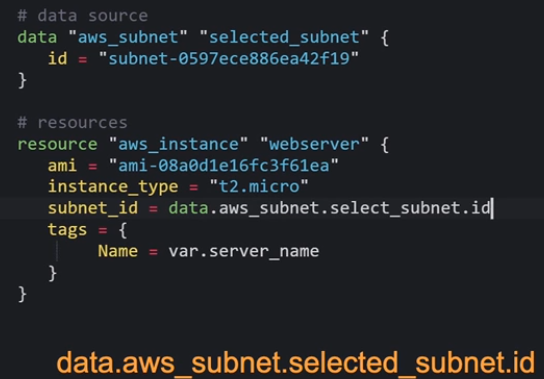 # data source
data "aws_subnet" "selected_subnet" {
id = "subnet-0597ece886ea42f19"
}
# resources
resource "aws_instance" "webserver" {
ami = "ami-08a0d1e16fc3f61ea"
instance_type = "t2.micro"
subnet_id = data.aws_subnet.select_subnet.id
tags = {
Name = var.server_name
}
}
data.aws_subnet.selected_subnet.id